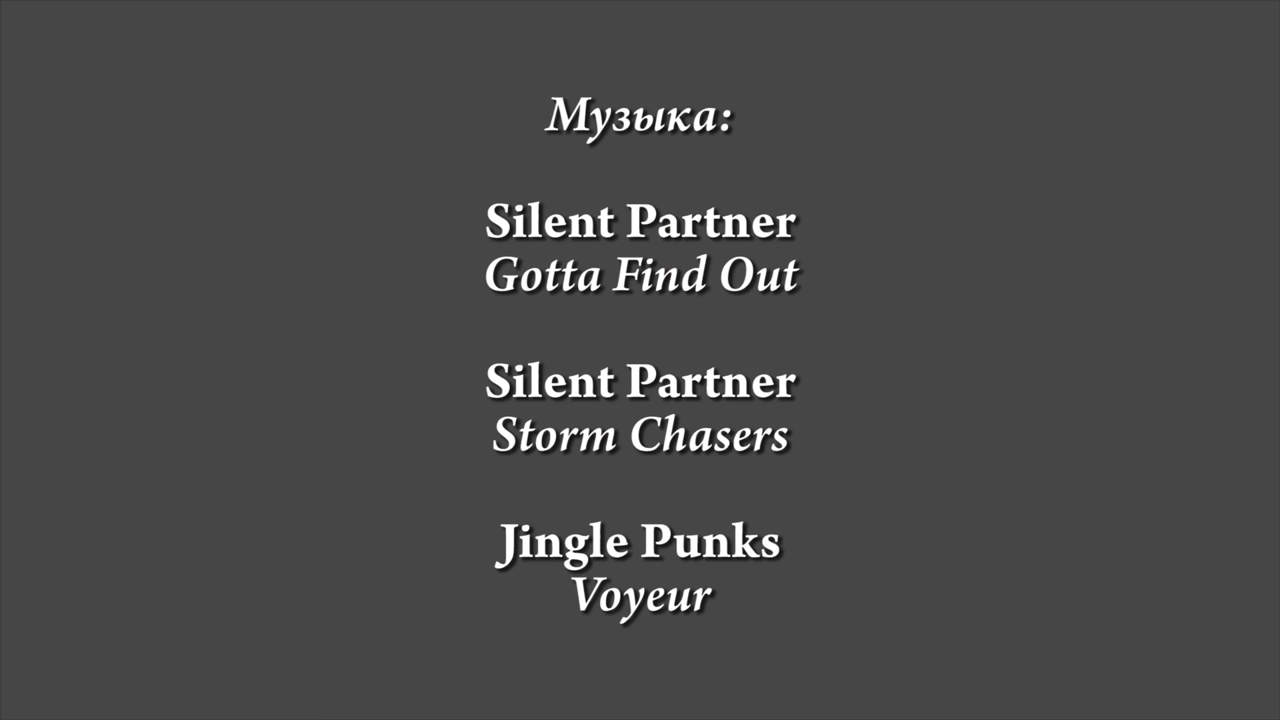 Музыка:
Silent Partner
Gotta Find Out
Silent Partner
Storm Chasers
Jingle Punks
Voyeur